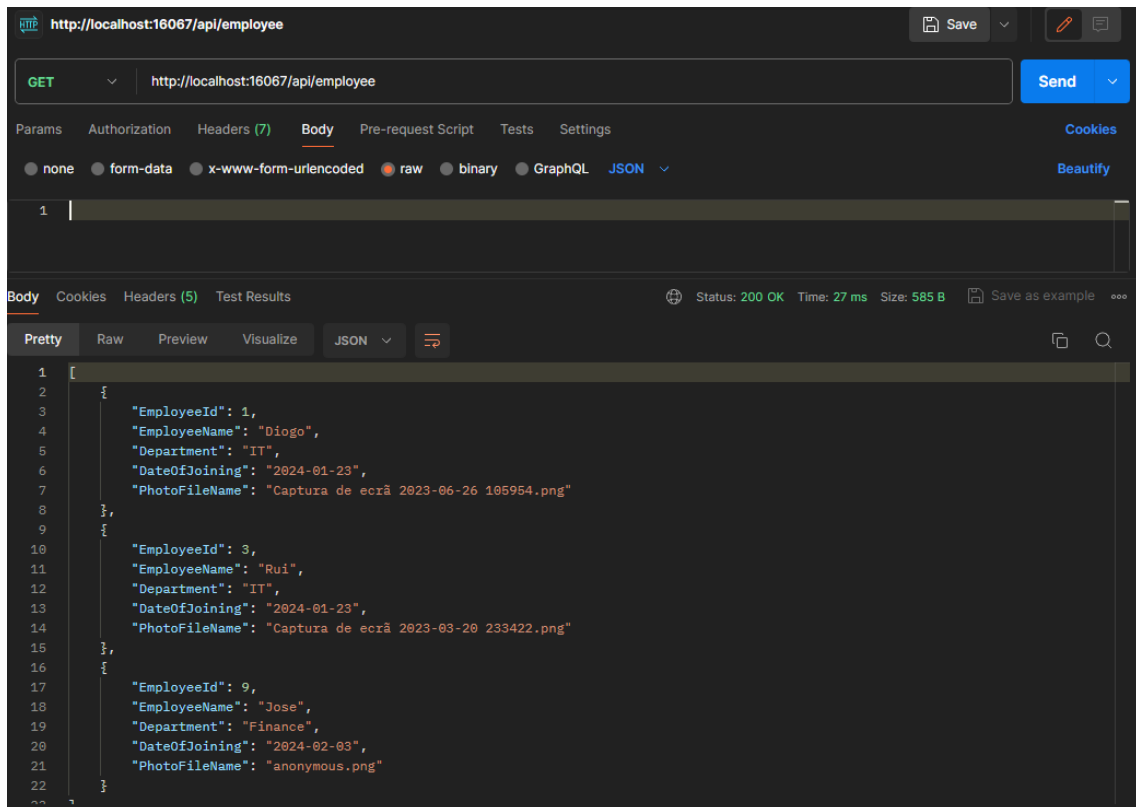 HTTP http://localhost:16067/api/employee Save
GET http://localhost:16067/api/employee Send
Params Authorization Headers (7) Body Pre-request Script Tests Settings Cookies
none form-data x-www-form-urlencoded raw binary GraphQL JSON Beautify
1
Body Cookies Headers (5) Test Results Status: 200 OK Time: 27 ms Size: 585 B Save as example
Pretty Raw Preview Visualize JSON
1 [
2 {
3 "EmployeeId": 1,
4 "EmployeeName": "Diogo",
5 "Department": "IT",
6 "DateOfJoining": "2024-01-23",
7 "PhotoFileName": "Captura de ecrã 2023-06-26 105954.png"
8 },
9 {
10 "EmployeeId": 3,
11 "EmployeeName": "Rui",
12 "Department": "IT",
13 "DateOfJoining": "2024-01-23",
14 "PhotoFileName": "Captura de ecrã 2023-03-20 233422.png"
15 },
16 {
17 "EmployeeId": 9,
18 "EmployeeName": "Jose",
19 "Department": "Finance",
20 "DateOfJoining": "2024-02-03",
21 "PhotoFileName": "anonymous.png"
22 }
23 ]